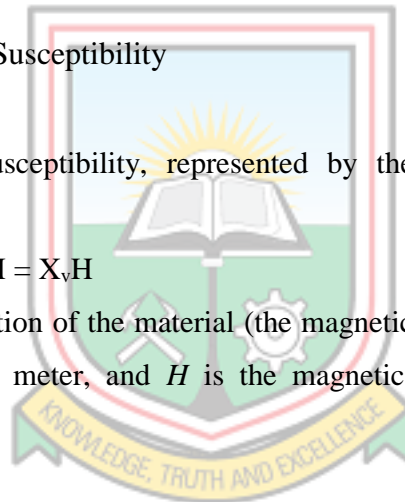 Susceptibility
usceptibility, represented by the
= XᵥH
tion of the material (the magnetic
meter, and H is the magnetic
KNOWLEDGE, TRUTH AND EXCELLENCE